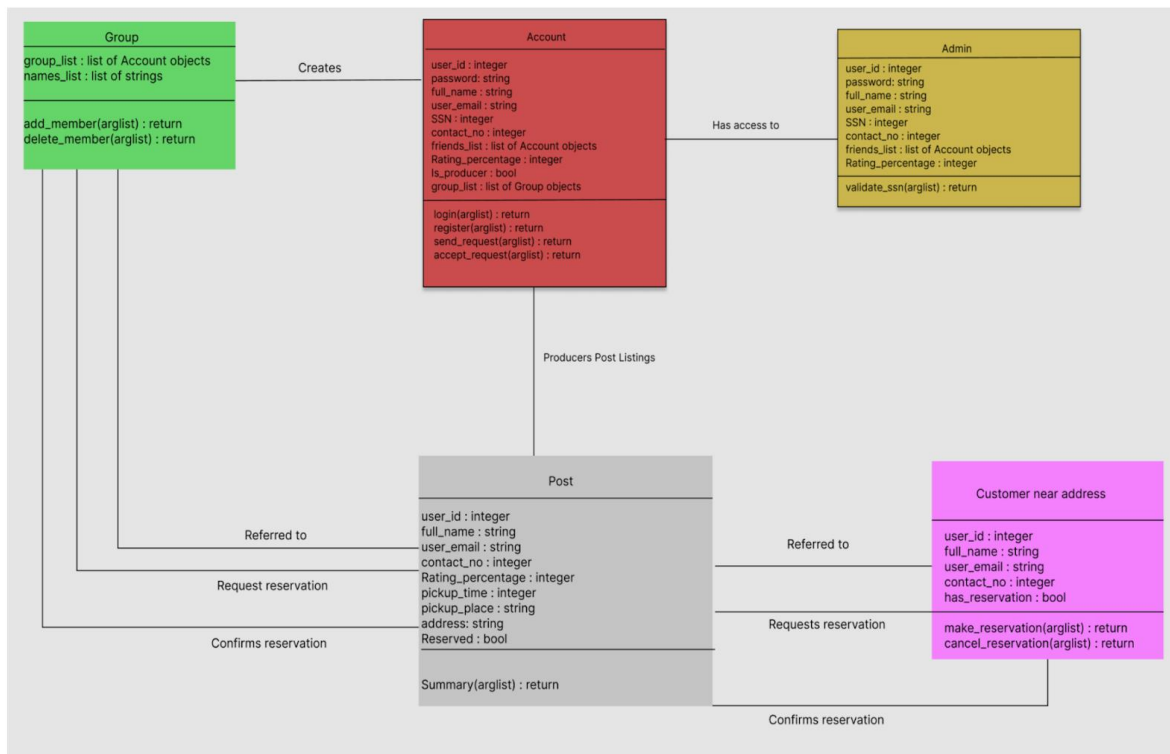 Group
group_list : list of Account objects
names_list : list of strings
add_member(arglist) : return
delete_member(arglist) : return
Creates
Account
user_id : integer
password: string
full_name : string
user_email : string
SSN : integer
contact_no : integer
friends_list : list of Account objects
Rating_percentage : integer
Is_producer : bool
group_list : list of Group objects
login(arglist) : return
register(arglist) : return
send_request(arglist) : return
accept_request(arglist) : return
Has access to
Admin
user_id : integer
password: string
full_name : string
user_email : string
SSN : integer
contact_no : integer
friends_list : list of Account objects
Rating_percentage : integer
validate_ssn(arglist) : return
Producers Post Listings
Referred to
Request reservation
Confirms reservation
Post
user_id : integer
full_name : string
user_email : string
contact_no : integer
Rating_percentage : integer
pickup_time : integer
pickup_place : string
address: string
Reserved : bool
Summary(arglist) : return
Referred to
Requests reservation
Confirms reservation
Customer near address
user_id : integer
full_name : string
user_email : string
contact_no : integer
has_reservation : bool
make_reservation(arglist) : return
cancel_reservation(arglist) : return